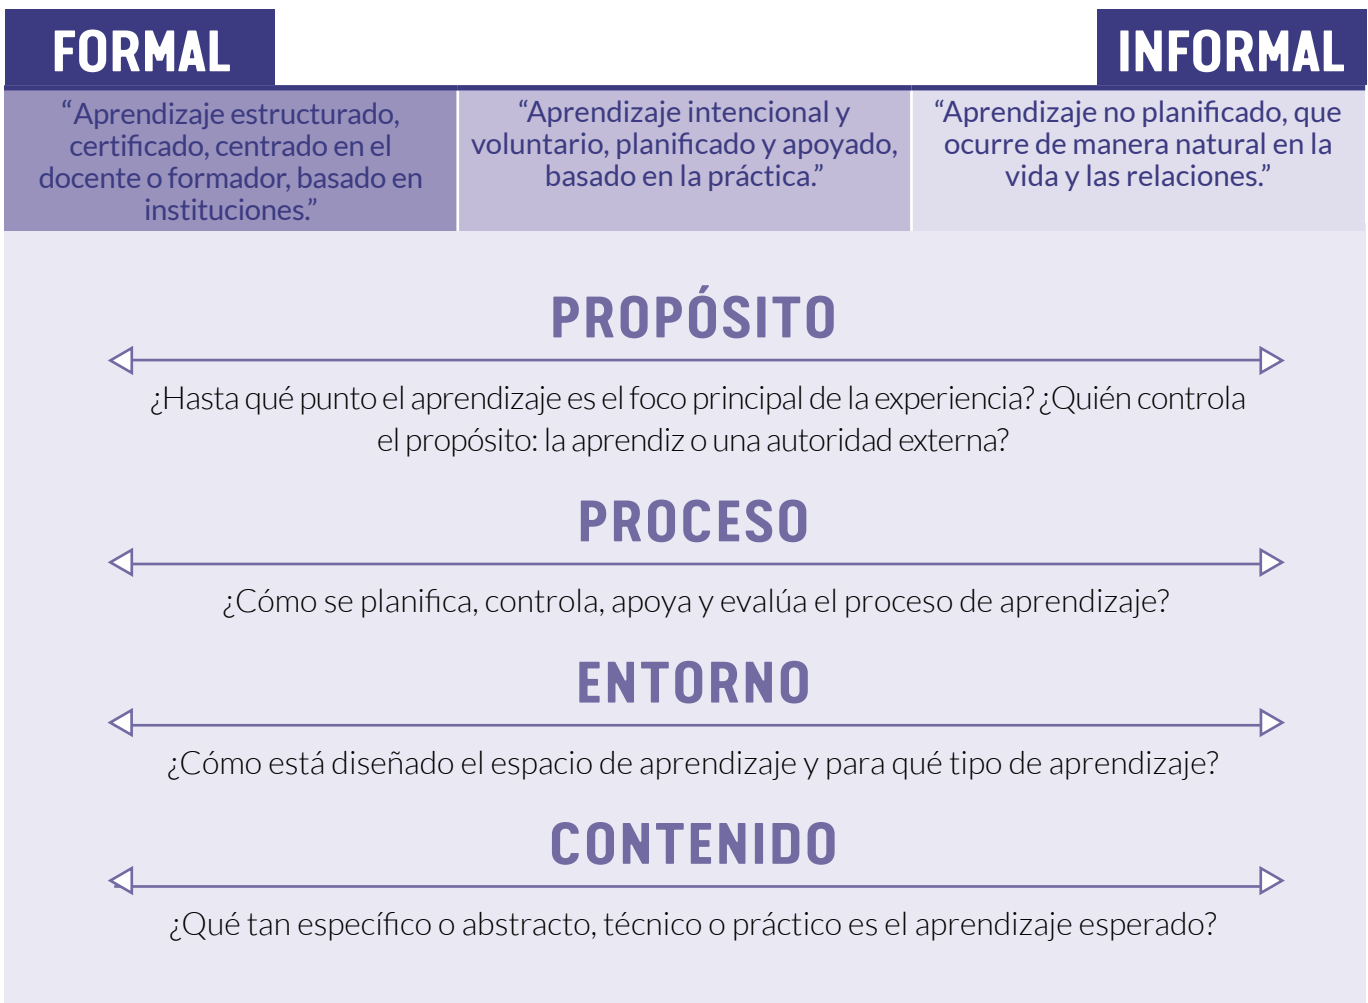 FORMAL
INFORMAL
“Aprendizaje estructurado,
certificado, centrado en el
docente o formador, basado en
instituciones.”
“Aprendizaje intencional y
voluntario, planificado y apoyado,
basado en la práctica.”
“Aprendizaje no planificado, que
ocurre de manera natural en la
vida y las relaciones.”
PROPÓSITO
¿Hasta qué punto el aprendizaje es el foco principal de la experiencia? ¿Quién controla
el propósito: la aprendiz o una autoridad externa?
PROCESO
¿Cómo se planifica, controla, apoya y evalúa el proceso de aprendizaje?
ENTORNO
¿Cómo está diseñado el espacio de aprendizaje y para qué tipo de aprendizaje?
CONTENIDO
¿Qué tan específico o abstracto, técnico o práctico es el aprendizaje esperado?